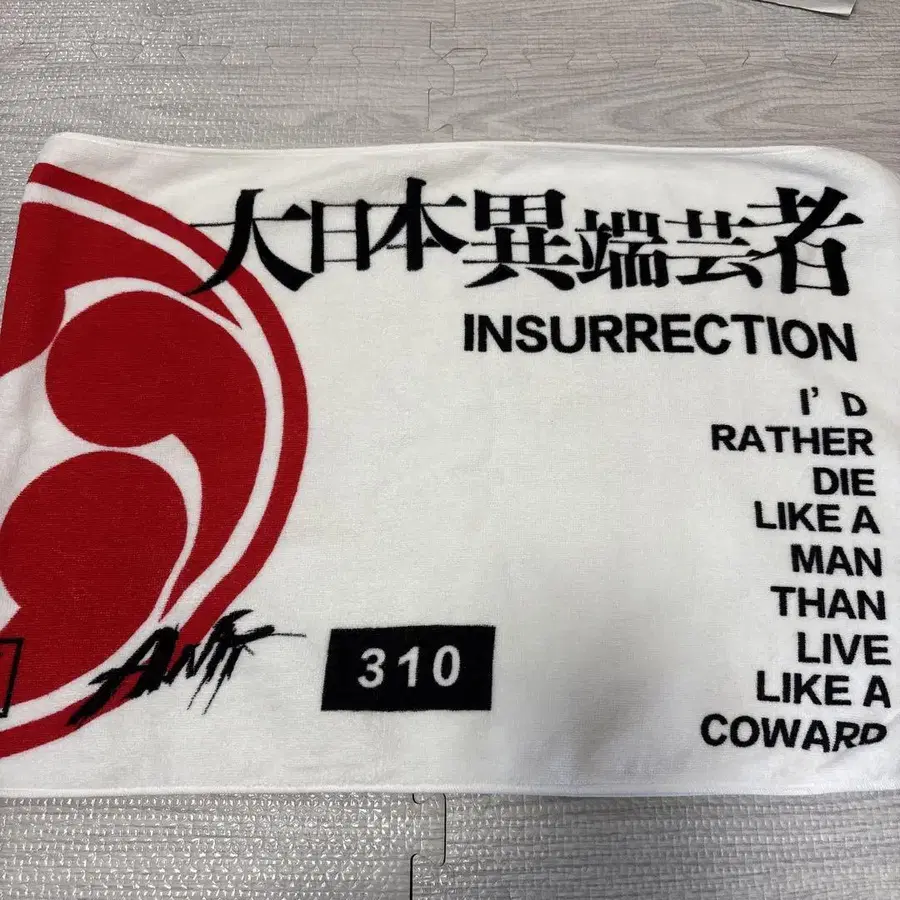 大日本異端芸者
INSURRECTION
I'D
RATHER
DIE
LIKE A
MAN
THAN
LIVE
LIKE A
COWARD
310